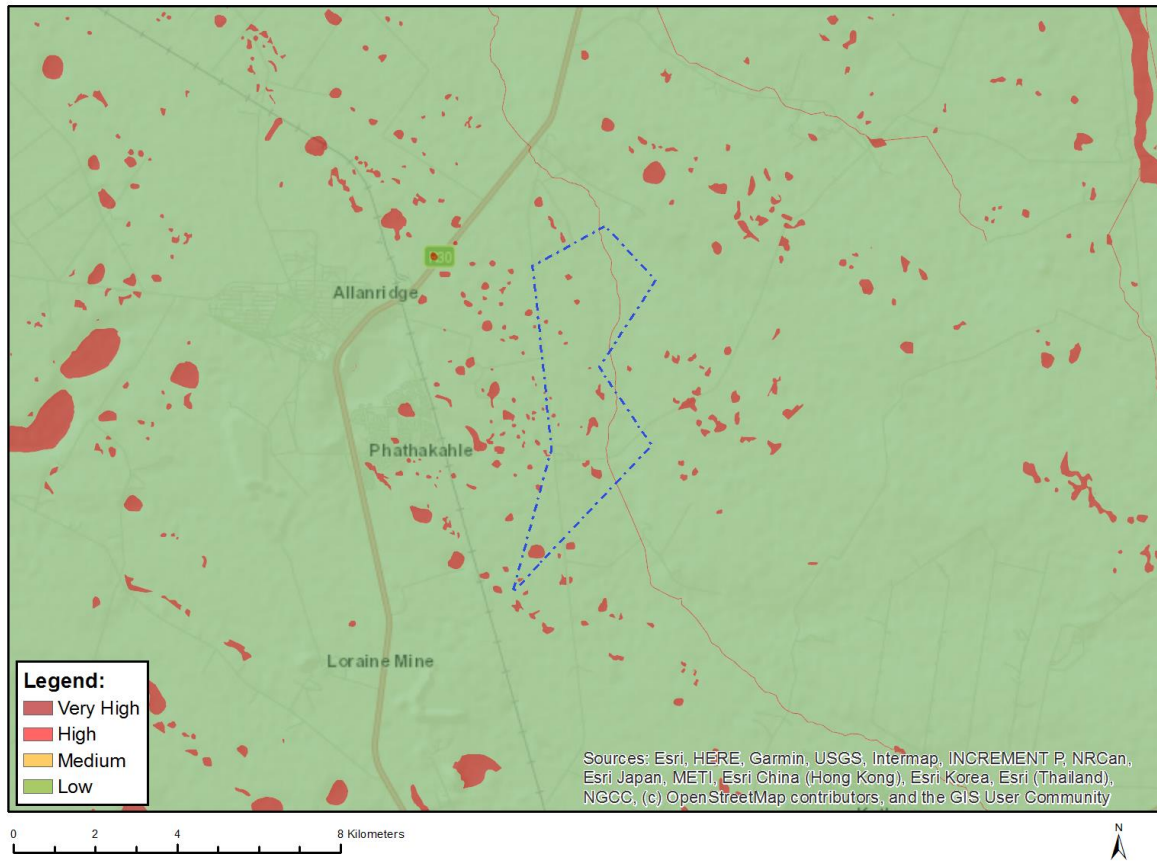 R30
Allanridge
Phathakahle
Loraine Mine
Legend:
Very High
High
Medium
Low
Sources: Esri, HERE, Garmin, USGS, Intermap, INCREMENT P, NRCan,
Esri Japan, METI, Esri China (Hong Kong), Esri Korea, Esri (Thailand),
NGCC, (c) OpenStreetMap contributors, and the GIS User Community
0 2 4 8 Kilometers
N